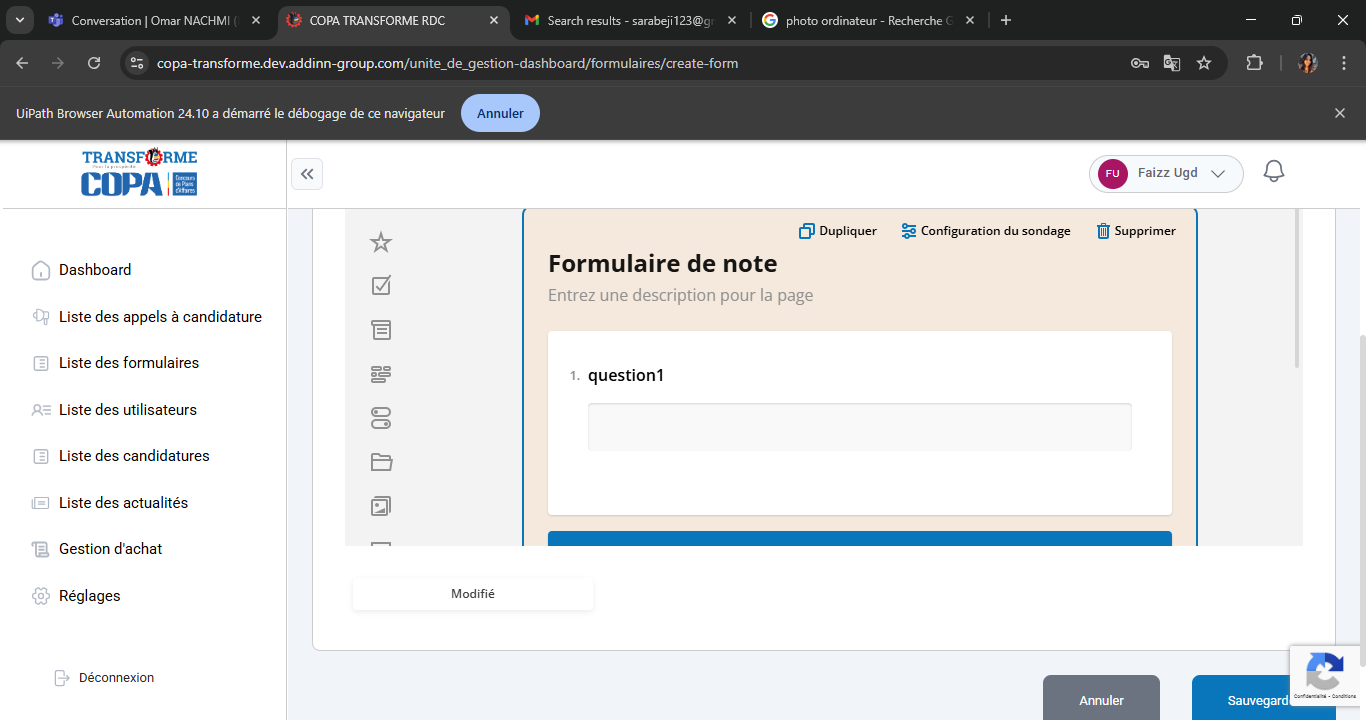 Conversation | Omar NACHMI (
COPA TRANSFORME RDC
Search results - sarabeji123@g
photo ordinateur - Recherche G
copa-transforme.dev.addinn-group.com/unite_de_gestion-dashboard/formulaires/create-form
UiPath Browser Automation 24.10 a démarré le débogage de ce navigateur
Annuler
TRANSFORME
COPA
Concours
de Plans
d'Affaires
FU
Faizz Ugd
Dashboard
Liste des appels à candidature
Liste des formulaires
Liste des utilisateurs
Liste des candidatures
Liste des actualités
Gestion d'achat
Réglages
Déconnexion
Dupliquer
Configuration du sondage
Supprimer
Formulaire de note
Entrez une description pour la page
1. question1
Modifié
Annuler
Sauvegard
Confidentialité - Conditions